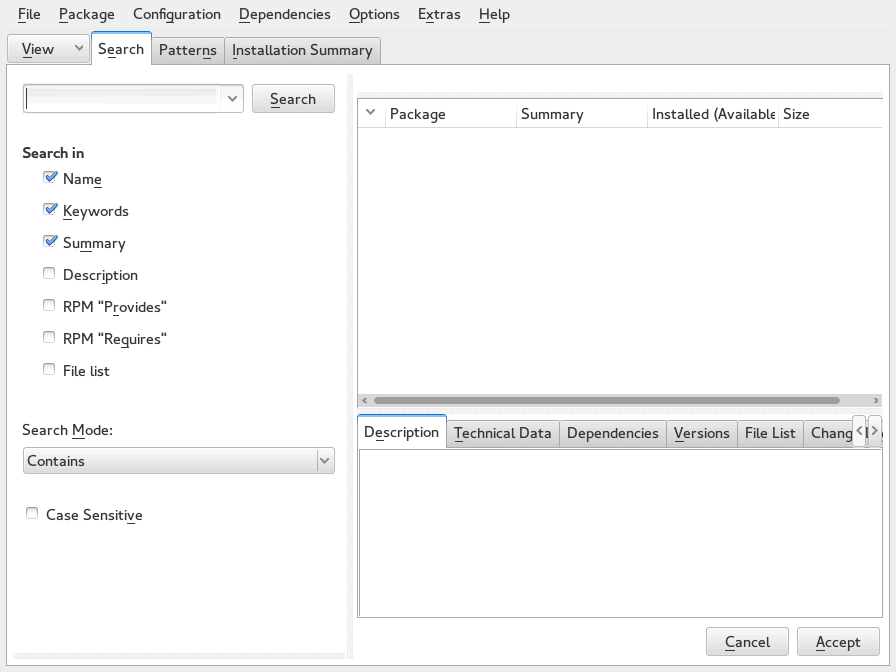 File Package Configuration Dependencies Options Extras Help
View Search Patterns Installation Summary
Search
Package Summary Installed (Available Size
Search in
Name
Keywords
Summary
Description
RPM "Provides"
RPM "Requires"
File list
Search Mode:
Contains
Case Sensitive
Description Technical Data Dependencies Versions File List Chang
Cancel Accept